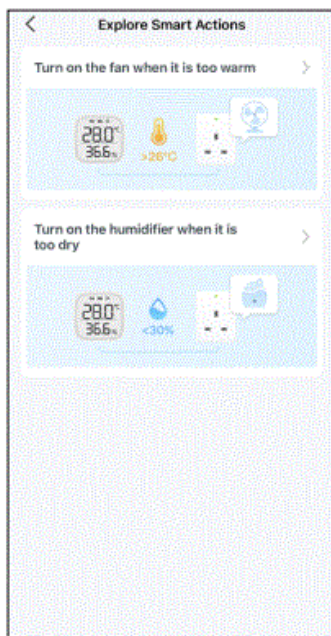 Explore Smart Actions
Turn on the fan when it is too warm
28.0°
36.6%
>26°C
Turn on the humidifier when it is
too dry
28.0°
36.6%
<30%